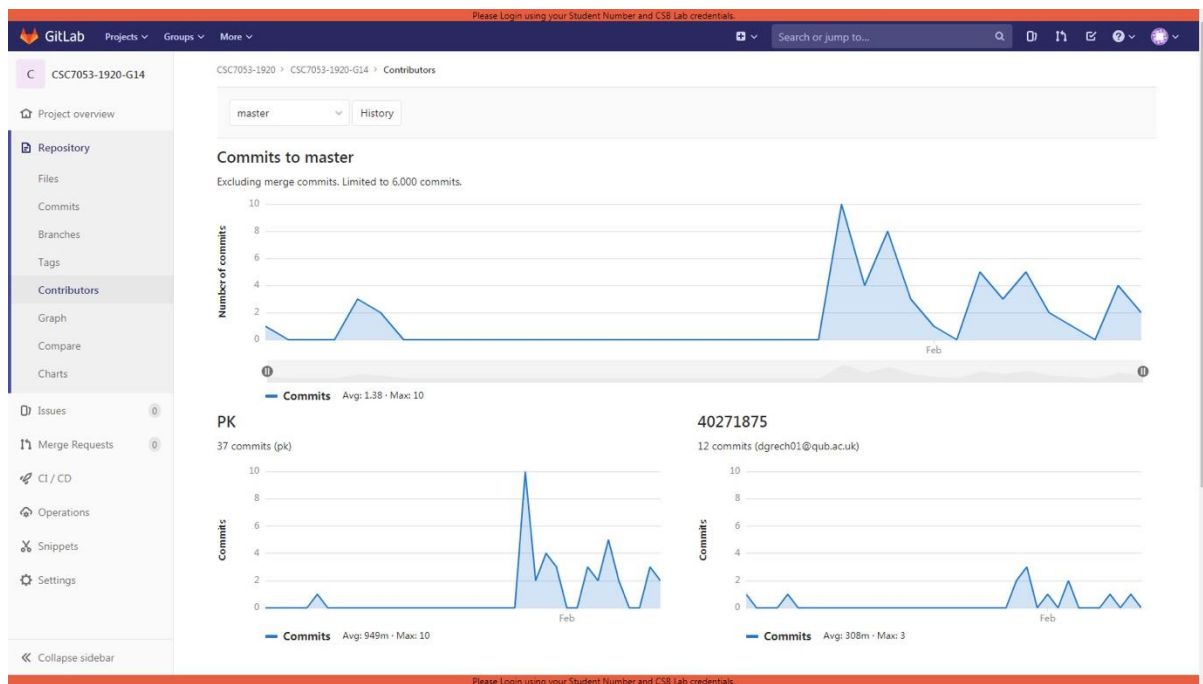 Please Login using your Student Number and CSB Lab credentials.
GitLab Projects Groups More Search or jump to...
C CSC7053-1920-G14
Project overview
Repository
Files
Commits
Branches
Tags
Contributors
Graph
Compare
Charts
Issues 0
Merge Requests 0
CI / CD
Operations
Snippets
Settings
Collapse sidebar
CSC7053-1920 > CSC7053-1920-G14 > Contributors
master History
Commits to master
Excluding merge commits. Limited to 6,000 commits.
Number of commits
10
8
6
4
2
0
Feb
Commits Avg: 1.38 · Max: 10
PK
37 commits (pk)
Commits
10
8
6
4
2
0
Feb
Commits Avg: 949m · Max: 10
40271875
12 commits (dgrech01@qub.ac.uk)
Commits
10
8
6
4
2
0
Feb
Commits Avg: 308m · Max: 3
Please Login using your Student Number and CSB Lab credentials.